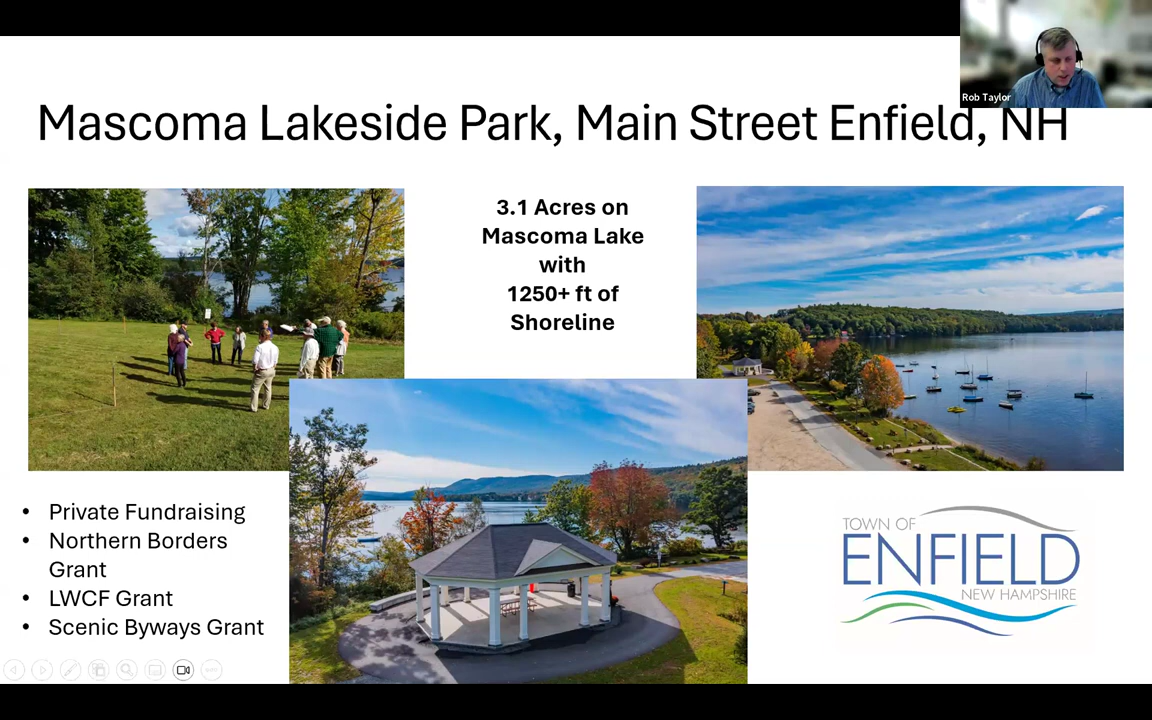 Rob Taylor
Mascoma Lakeside Park, Main Street Enfield, NH
3.1 Acres on
Mascoma Lake
with
1250+ ft of
Shoreline
• Private Fundraising
• Northern Borders
Grant
• LWCF Grant
• Scenic Byways Grant
TOWN OF
ENFIELD
NEW HAMPSHIRE